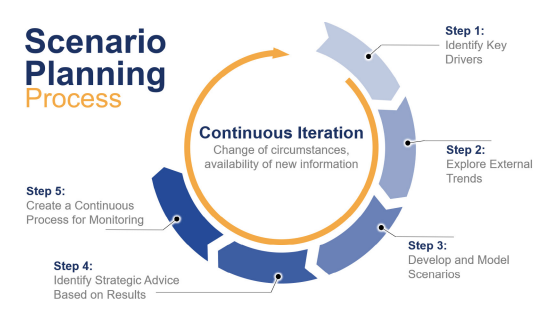 Scenario
Planning
Process
Continuous Iteration
Change of circumstances,
availability of new information
Step 1:
Identify Key
Drivers
Step 2:
Explore External
Trends
Step 3:
Develop and Model
Scenarios
Step 4:
Identify Strategic Advice
Based on Results
Step 5:
Create a Continuous
Process for Monitoring